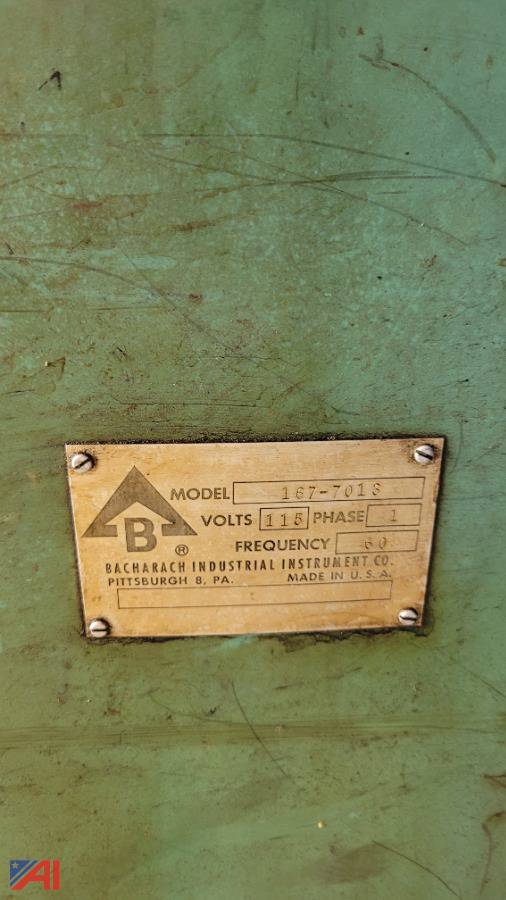 MODEL 167-7018
VOLTS 115 PHASE 1
FREQUENCY 60
B ®
BACHARACH INDUSTRIAL INSTRUMENT CO.
PITTSBURGH 8, PA. MADE IN U.S.A.
AI